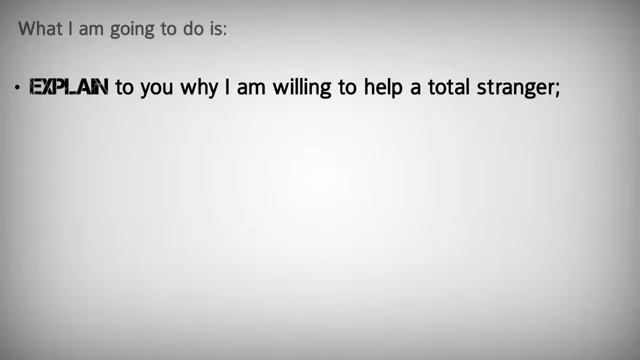 What I am going to do is:
• EXPLAIN to you why I am willing to help a total stranger;